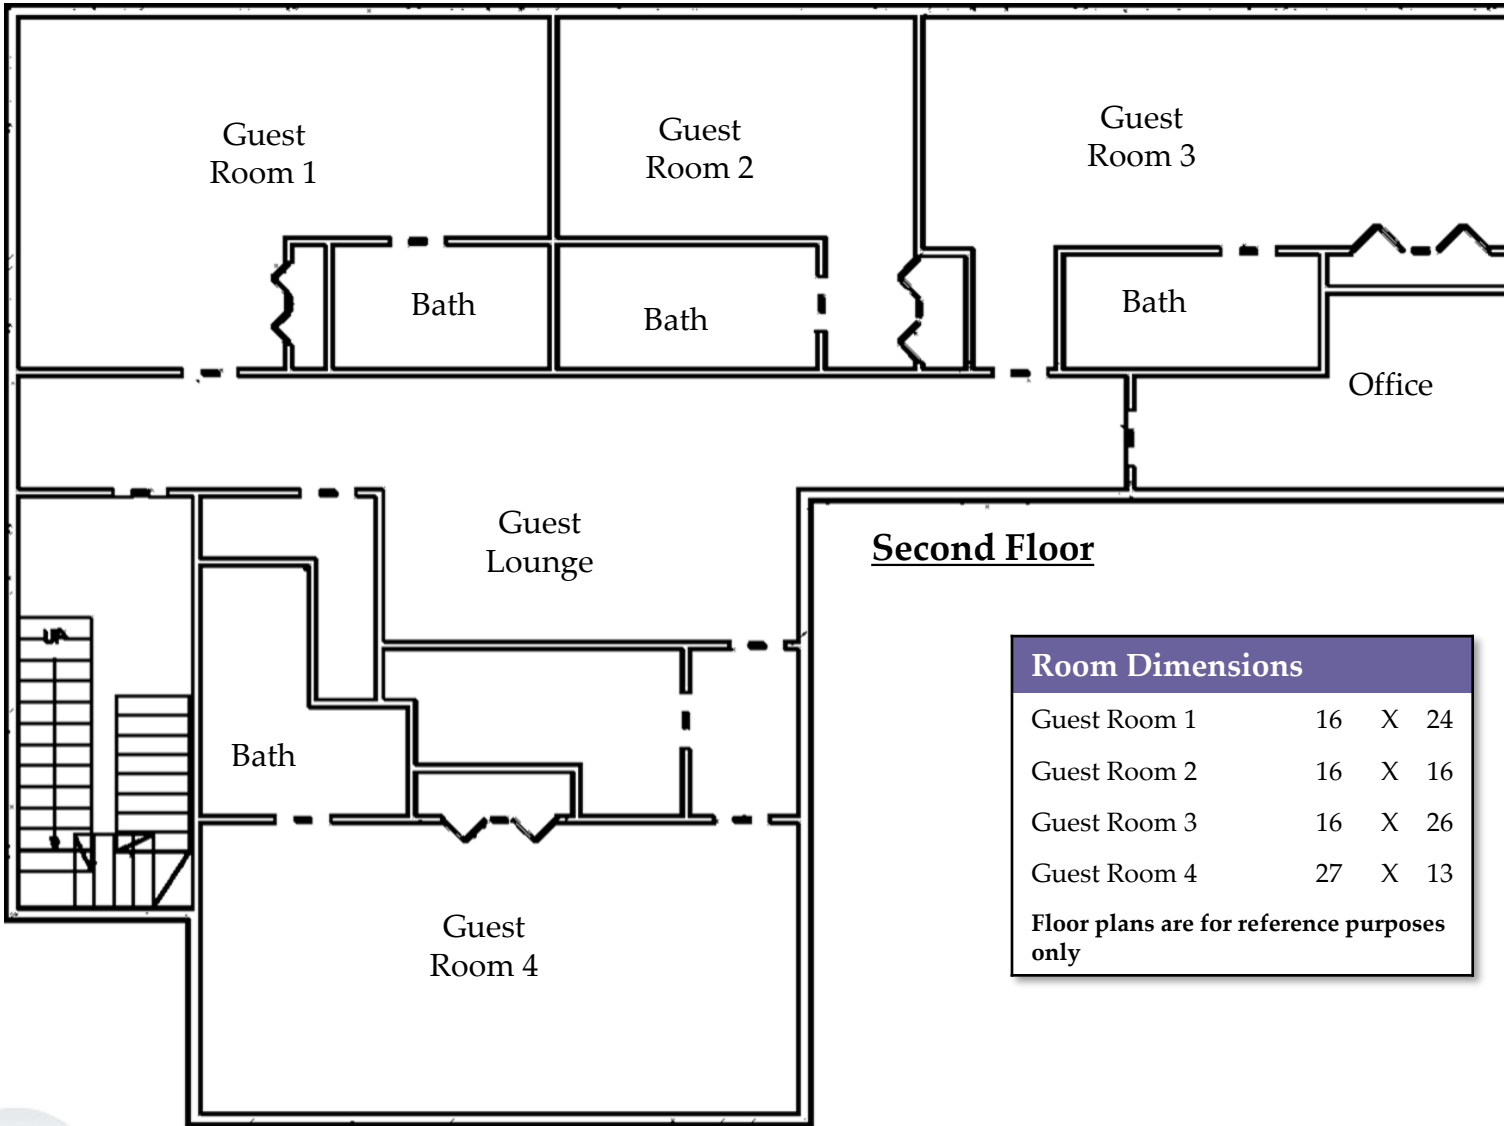 Guest
Room 1
Guest
Room 2
Guest
Room 3
Bath
Bath
Bath
Office
Guest
Lounge
Second Floor
UP
Bath
Guest
Room 4
Room Dimensions
Guest Room 1 16 X 24
Guest Room 2 16 X 16
Guest Room 3 16 X 26
Guest Room 4 27 X 13
Floor plans are for reference purposes
only